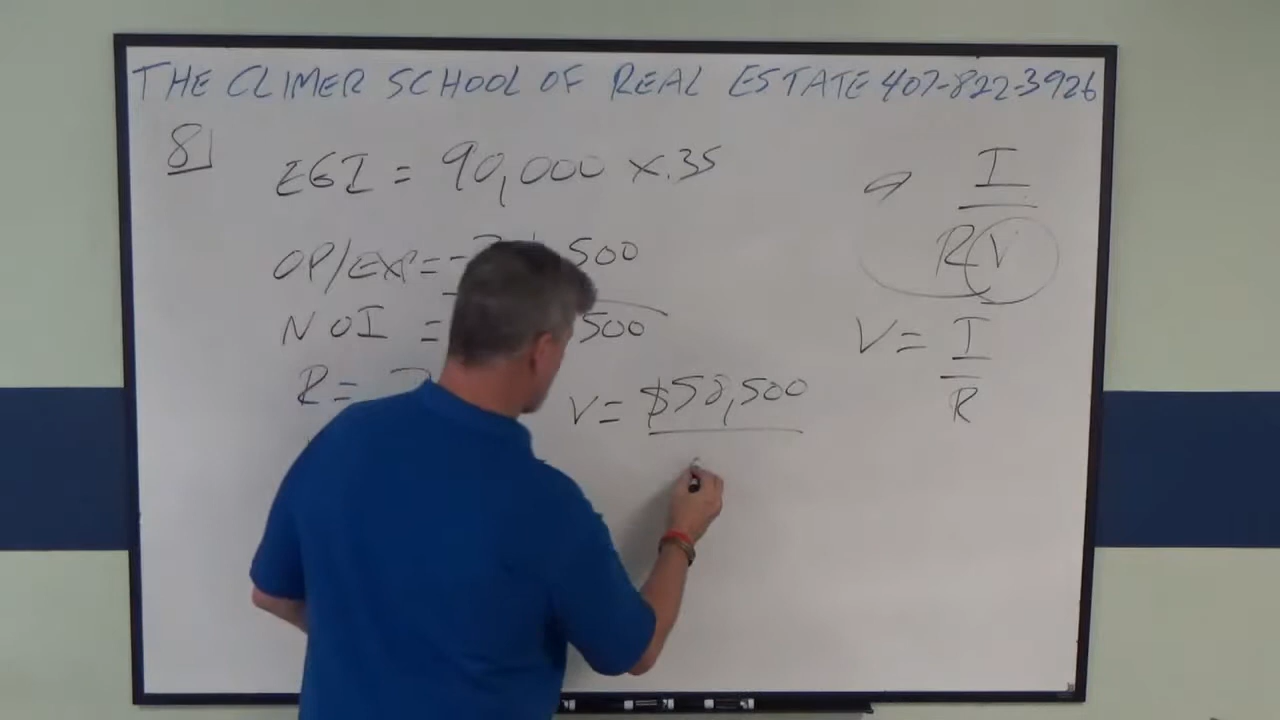 THE CLIMER SCHOOL OF REAL ESTATE 407-822-3926
8
EGI = 90,000 X.35
OP/EXP= - 500
NOI = 500
R=
V= $58,500
I
RV
V= I
R